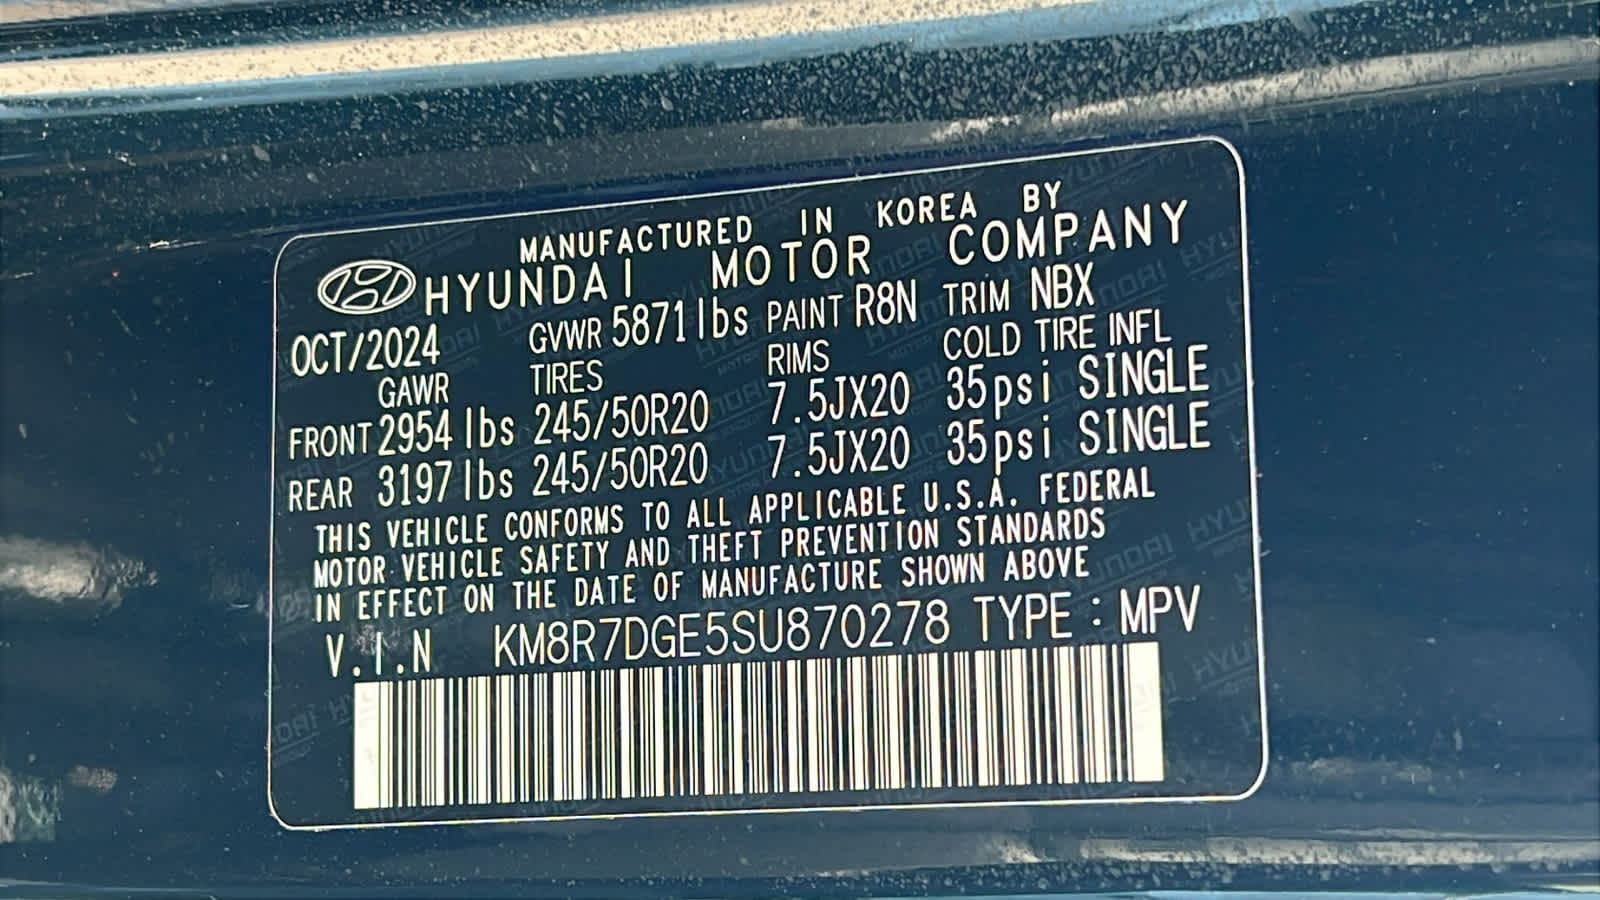 MANUFACTURED IN KOREA BY
HYUNDAI MOTOR COMPANY
OCT/2024 GVWR 5871lbs PAINT R8N TRIM NBX
GAWR TIRES RIMS COLD TIRE INFL
FRONT 2954 lbs 245/50R20 7.5JX20 35psi SINGLE
REAR 3197 lbs 245/50R20 7.5JX20 35psi SINGLE
THIS VEHICLE CONFORMS TO ALL APPLICABLE U.S.A. FEDERAL
MOTOR VEHICLE SAFETY AND THEFT PREVENTION STANDARDS
IN EFFECT ON THE DATE OF MANUFACTURE SHOWN ABOVE
V.I.N KM8R7DGE5SU870278 TYPE : MPV